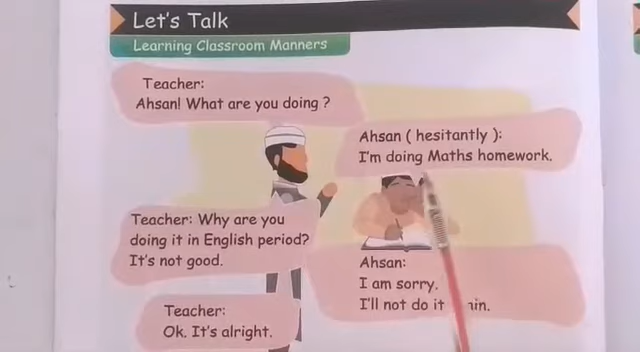 Let's Talk
Learning Classroom Manners
Teacher:
Ahsan! What are you doing ?
Ahsan ( hesitantly ):
I'm doing Maths homework.
Teacher: Why are you
doing it in English period?
It's not good.
Ahsan:
I am sorry.
I'll not do it
Teacher:
Ok. It's alright.